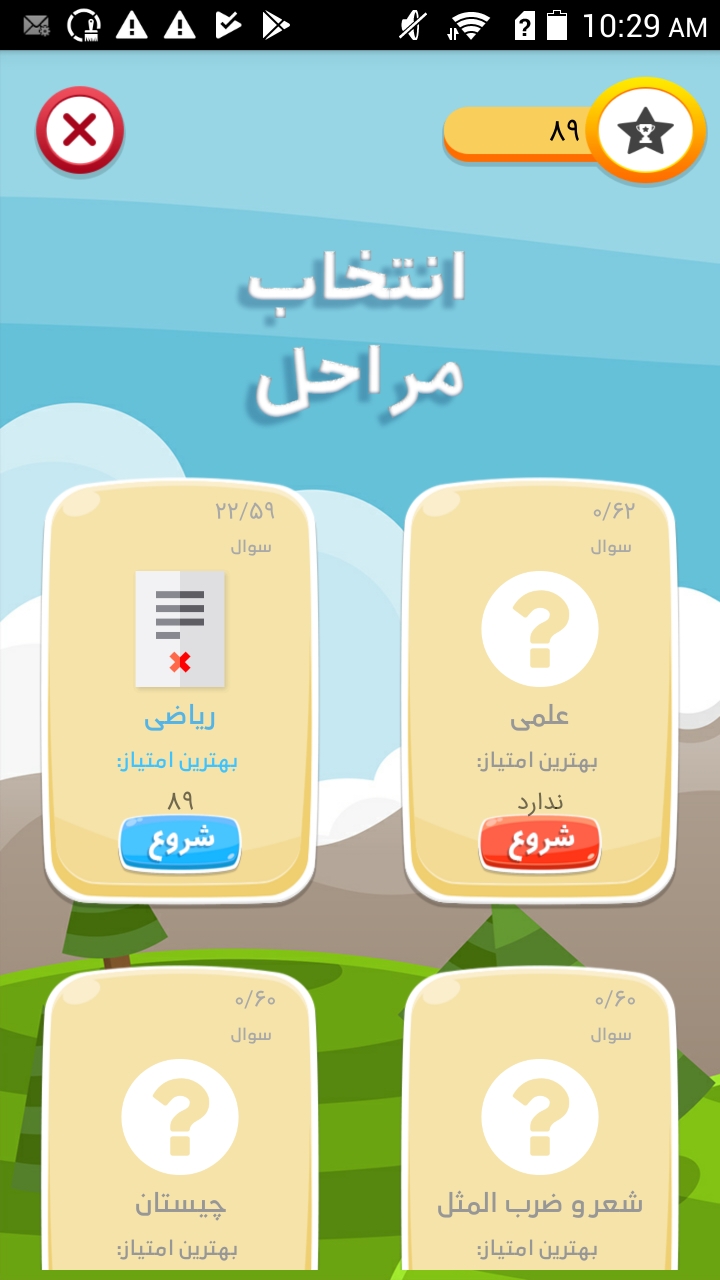 10:29 AM
۸۹
انتخاب
مراحل
۰/۶۲
سوال
علمی
بهترین امتیاز:
ندارد
شروع
۲۲/۵۹
سوال
ریاضی
بهترین امتیاز:
۸۹
شروع
۰/۶۰
سوال
شعر و ضرب المثل
بهترین امتیاز:
۰/۶۰
سوال
چیستان
بهترین امتیاز: